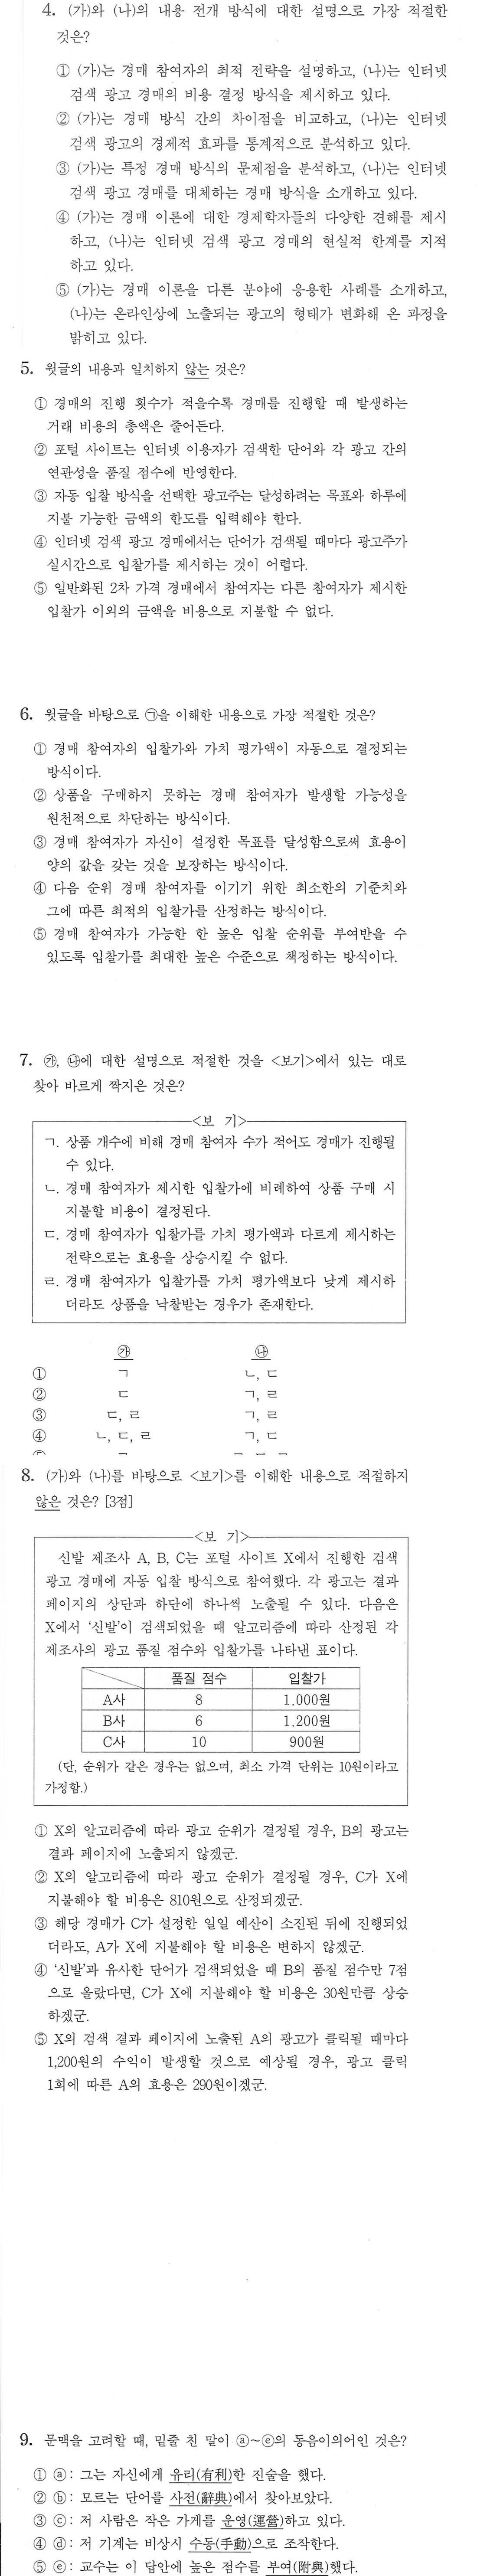 4. (가)와 (나)의 내용 전개 방식에 대한 설명으로 가장 적절한
것은?
① (가)는 경매 참여자의 최적 전략을 설명하고, (나)는 인터넷
검색 광고 경매의 비용 결정 방식을 제시하고 있다.
② (가)는 경매 방식 간의 차이점을 비교하고, (나)는 인터넷
검색 광고의 경제적 효과를 통계적으로 분석하고 있다.
③ (가)는 특정 경매 방식의 문제점을 분석하고, (나)는 인터넷
검색 광고 경매를 대체하는 경매 방식을 소개하고 있다.
④ (가)는 경매 이론에 대한 경제학자들의 다양한 견해를 제시
하고, (나)는 인터넷 검색 광고 경매의 현실적 한계를 지적
하고 있다.
⑤ (가)는 경매 이론을 다른 분야에 응용한 사례를 소개하고,
(나)는 온라인상에 노출되는 광고의 형태가 변화해 온 과정을
밝히고 있다.
5. 윗글의 내용과 일치하지 않는 것은?
① 경매의 진행 횟수가 적을수록 경매를 진행할 때 발생하는
거래 비용의 총액은 줄어든다.
② 포털 사이트는 인터넷 이용자가 검색한 단어와 각 광고 간의
연관성을 품질 점수에 반영한다.
③ 자동 입찰 방식을 선택한 광고주는 달성하려는 목표와 하루에
지불 가능한 금액의 한도를 입력해야 한다.
④ 인터넷 검색 광고 경매에서는 단어가 검색될 때마다 광고주가
실시간으로 입찰가를 제시하는 것이 어렵다.
⑤ 일반화된 2차 가격 경매에서 참여자는 다른 참여자가 제시한
입찰가 이외의 금액을 비용으로 지불할 수 없다.
6. 윗글을 바탕으로 ㉠을 이해한 내용으로 가장 적절한 것은?
① 경매 참여자의 입찰가와 가치 평가액이 자동으로 결정되는
방식이다.
② 상품을 구매하지 못하는 경매 참여자가 발생할 가능성을
원천적으로 차단하는 방식이다.
③ 경매 참여자가 자신이 설정한 목표를 달성함으로써 효용이
양의 값을 갖는 것을 보장하는 방식이다.
④ 다음 순위 경매 참여자를 이기기 위한 최소한의 기준치와
그에 따른 최적의 입찰가를 산정하는 방식이다.
⑤ 경매 참여자가 가능한 한 높은 입찰 순위를 부여받을 수
있도록 입찰가를 최대한 높은 수준으로 책정하는 방식이다.
7. ㉮, ㉯에 대한 설명으로 적절한 것을 <보기>에서 있는 대로
찾아 바르게 짝지은 것은?
<보 기>
ㄱ. 상품 개수에 비해 경매 참여자 수가 적어도 경매가 진행될
수 있다.
ㄴ. 경매 참여자가 제시한 입찰가에 비례하여 상품 구매 시
지불할 비용이 결정된다.
ㄷ. 경매 참여자가 입찰가를 가치 평가액과 다르게 제시하는
전략으로는 효용을 상승시킬 수 없다.
ㄹ. 경매 참여자가 입찰가를 가치 평가액보다 낮게 제시하
더라도 상품을 낙찰받는 경우가 존재한다.
㉮ ㉯
① ㄱ ㄴ, ㄷ
② ㄷ ㄱ, ㄹ
③ ㄷ, ㄹ ㄱ, ㄹ
④ ㄴ, ㄷ, ㄹ ㄱ, ㄷ
8. (가)와 (나)를 바탕으로 <보기>를 이해한 내용으로 적절하지
않은 것은? [3점]
<보 기>
신발 제조사 A, B, C는 포털 사이트 X에서 진행한 검색
광고 경매에 자동 입찰 방식으로 참여했다. 각 광고는 결과
페이지의 상단과 하단에 하나씩 노출될 수 있다. 다음은
X에서 '신발'이 검색되었을 때 알고리즘에 따라 산정된 각
제조사의 광고 품질 점수와 입찰가를 나타낸 표이다.
품질 점수 입찰가
A사 8 1,000원
B사 6 1,200원
C사 10 900원
(단, 순위가 같은 경우는 없으며, 최소 가격 단위는 10원이라고
가정함.)
① X의 알고리즘에 따라 광고 순위가 결정될 경우, B의 광고는
결과 페이지에 노출되지 않겠군.
② X의 알고리즘에 따라 광고 순위가 결정될 경우, C가 X에
지불해야 할 비용은 810원으로 산정되겠군.
③ 해당 경매가 C가 설정한 일일 예산이 소진된 뒤에 진행되었
더라도, A가 X에 지불해야 할 비용은 변하지 않겠군.
④ '신발'과 유사한 단어가 검색되었을 때 B의 품질 점수만 7점
으로 올랐다면, C가 X에 지불해야 할 비용은 30원만큼 상승
하겠군.
⑤ X의 검색 결과 페이지에 노출된 A의 광고가 클릭될 때마다
1,200원의 수익이 발생할 것으로 예상될 경우, 광고 클릭
1회에 따른 A의 효용은 290원이겠군.
9. 문맥을 고려할 때, 밑줄 친 말이 ⓐ~ⓔ의 동음이의어인 것은?
① ⓐ: 그는 자신에게 유리(有利)한 진술을 했다.
② ⓑ: 모르는 단어를 사전(辭典)에서 찾아보았다.
③ ⓒ: 저 사람은 작은 가게를 운영(運營)하고 있다.
④ ⓓ: 저 기계는 비상시 수동(手動)으로 조작한다.
⑤ ⓔ: 교수는 이 답안에 높은 점수를 부여(附與)했다.